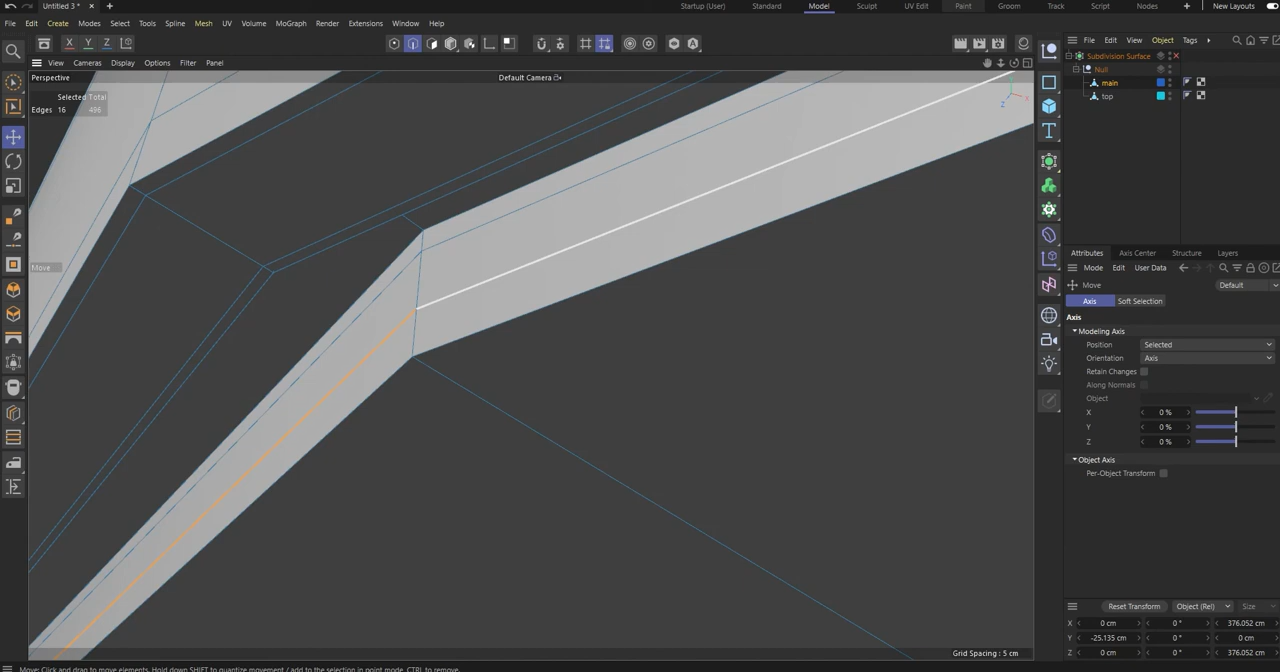 Untitled 3 *
Startup (User) Standard Model Sculpt UV Edit Paint Groom Track Script Nodes New Layouts
File Edit Create Modes Select Tools Spline Mesh UV Volume MoGraph Render Extensions Window Help
X Y Z
File Edit View Object Tags
View Cameras Display Options Filter Panel
Subdivision Surface
Perspective
Default Camera
Null
main
top
Selected Total
Edges 16 496
Z
Move
Attributes Axis Center Structure Layers
Mode Edit User Data
Move Default
Axis Soft Selection
Axis
Modeling Axis
Position Selected
Orientation Axis
Retain Changes
Along Normals
Object
X 0 %
Y 0 %
Z 0 %
Object Axis
Per-Object Transform
Reset Transform Object (Rel) Size
X 0 cm 0 ° 376.052 cm
Y -25.135 cm 0 ° 0 cm
Z 0 cm 0 ° 376.052 cm
Grid Spacing : 5 cm
Move: Click and drag to move elements. Hold down SHIFT to quantize movement / add to the selection in point mode, CTRL to remove.